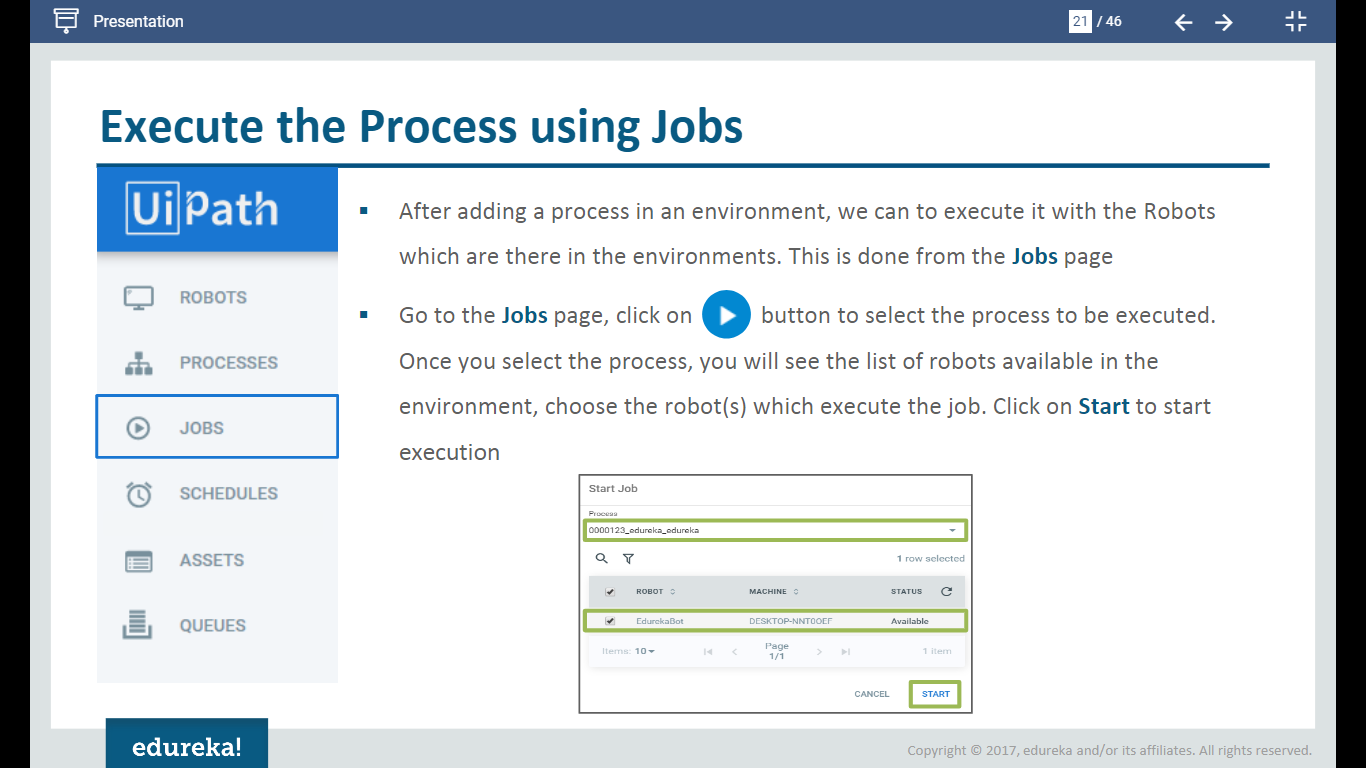 Presentation
21 / 46
Execute the Process using Jobs
UiPath
ROBOTS
PROCESSES
JOBS
SCHEDULES
ASSETS
QUEUES
▪ After adding a process in an environment, we can to execute it with the Robots
which are there in the environments. This is done from the Jobs page
▪ Go to the Jobs page, click on button to select the process to be executed.
Once you select the process, you will see the list of robots available in the
environment, choose the robot(s) which execute the job. Click on Start to start
execution
Start Job
Process
0000123_edureka_edureka
1 row selected
ROBOT MACHINE STATUS
EdurekaBot DESKTOP-NNTOOEF Available
Items: 10 Page 1 item
1/1
CANCEL START
edureka!
Copyright © 2017, edureka and/or its affiliates. All rights reserved.